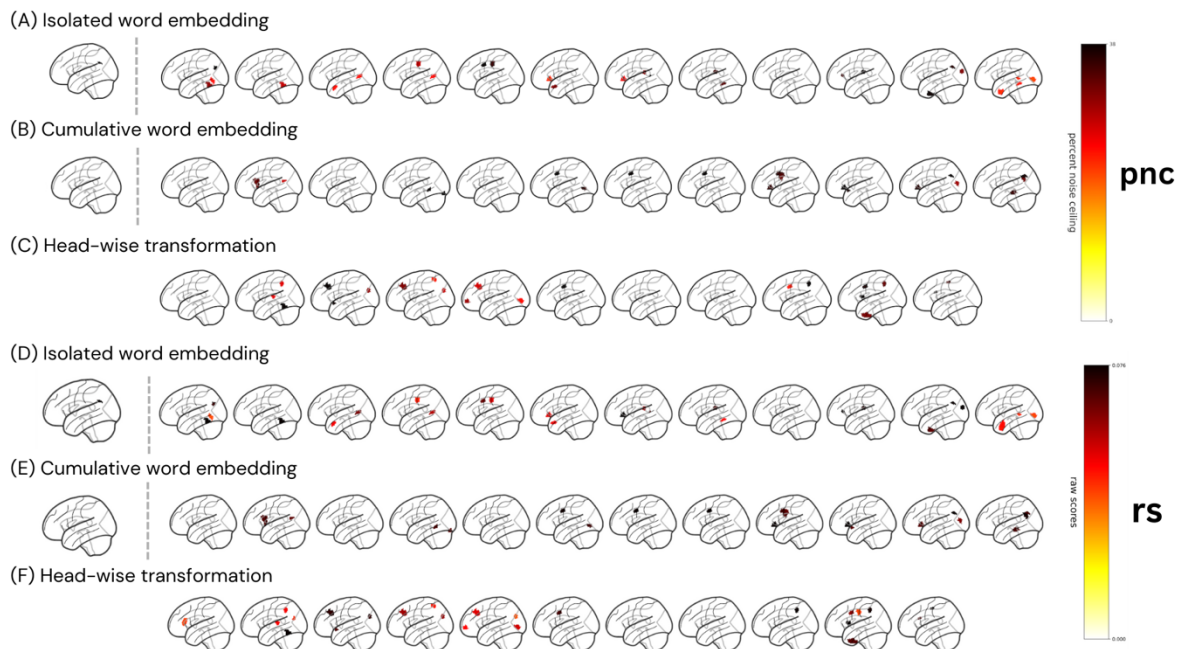 (A) Isolated word embedding
38
(B) Cumulative word embedding
percent noise ceiling
pnc
(C) Head-wise transformation
0
(D) Isolated word embedding
0.076
(E) Cumulative word embedding
raw scores
rs
(F) Head-wise transformation
0.000